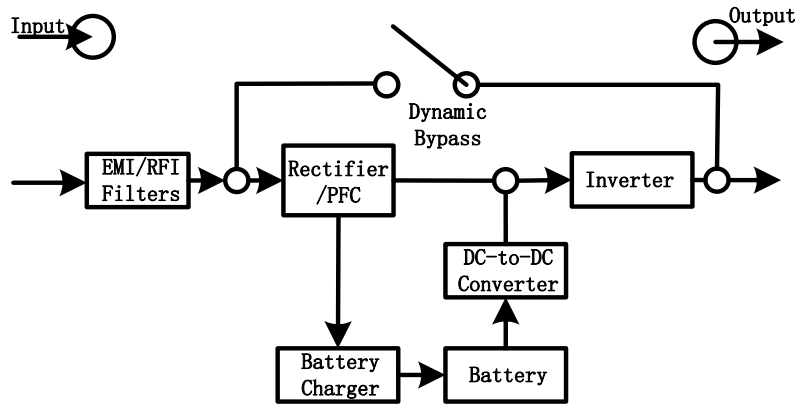 Input
Output
Dynamic
Bypass
EMI/RFI
Filters
Rectifier
/PFC
Inverter
DC-to-DC
Converter
Battery
Charger
Battery